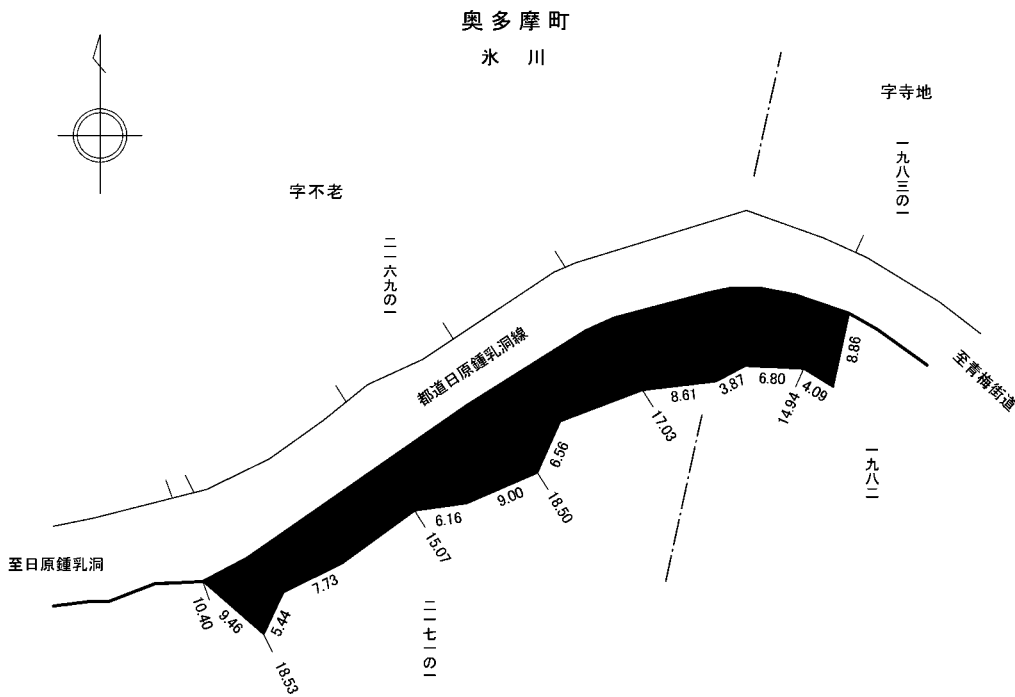 奥多摩町
氷川
字寺地
一九八三の一
字不老
二一六九の一
都道日原鍾乳洞線
至青梅街道
8.86
4.09
14.94
6.80
3.87
8.61
17.03
6.56
18.50
9.00
6.16
15.07
7.73
5.44
18.53
9.46
10.40
至日原鍾乳洞
一九八二
二一七一の一